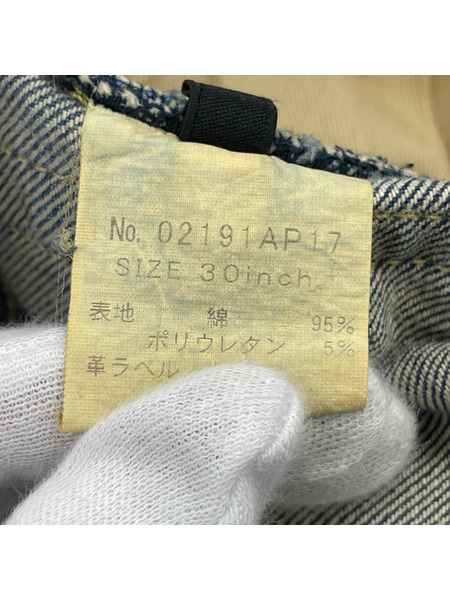 No. 02191AP17
SIZE 30inch
表地 綿 95%
ポリウレタン 5%
革ラベル